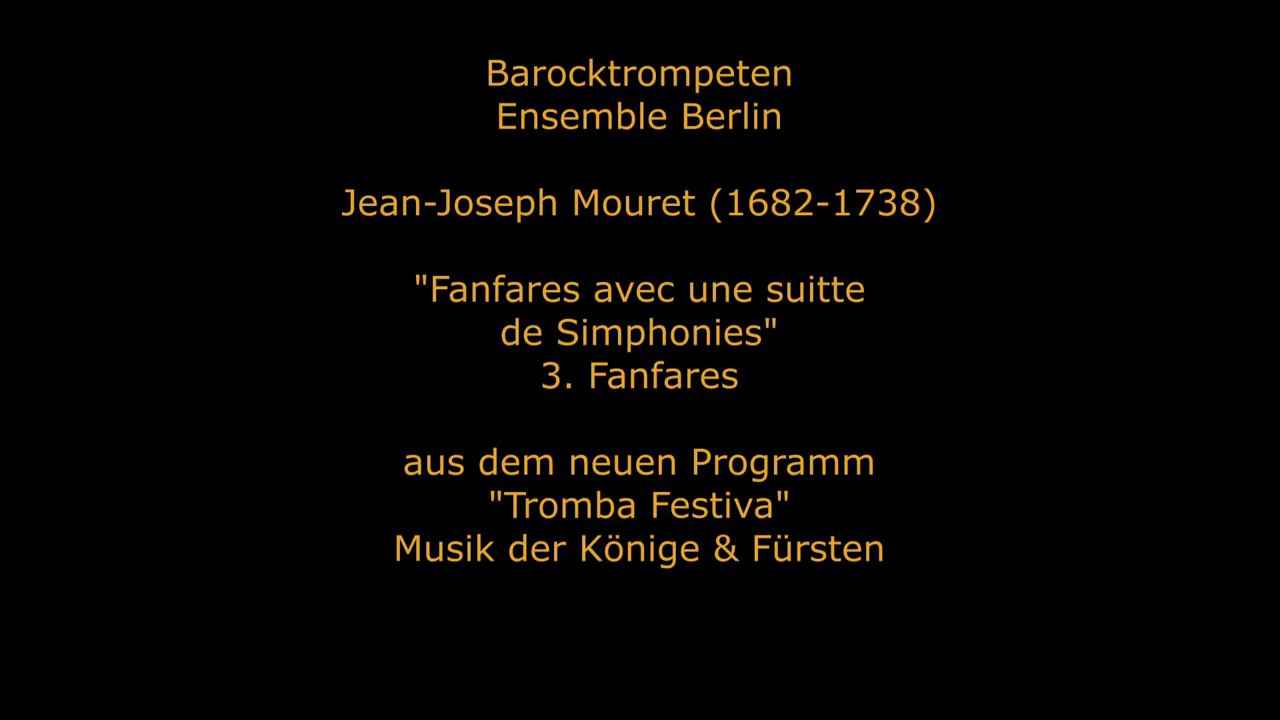 Barocktrompeten
Ensemble Berlin
Jean-Joseph Mouret (1682-1738)
"Fanfares avec une suitte
de Simphonies"
3. Fanfares
aus dem neuen Programm
"Tromba Festiva"
Musik der Könige & Fürsten